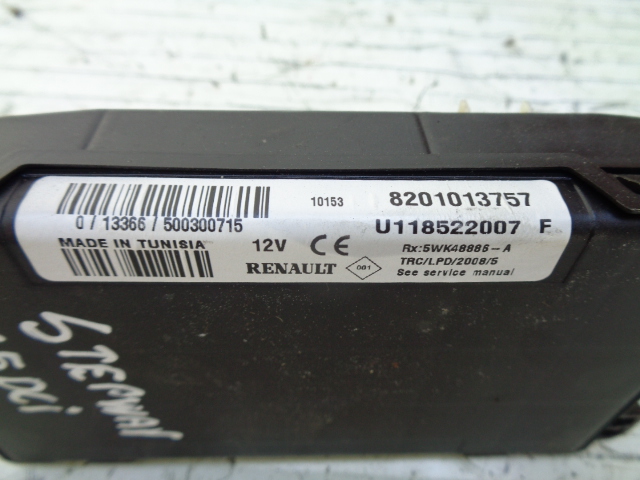 10153 8201013757
0 / 13366 / 500300715
U118522007 F
MADE IN TUNISIA 12V CE
Rx:5WK48886-A
RENAULT 001
TRC/LPD/2008/5
See service manual